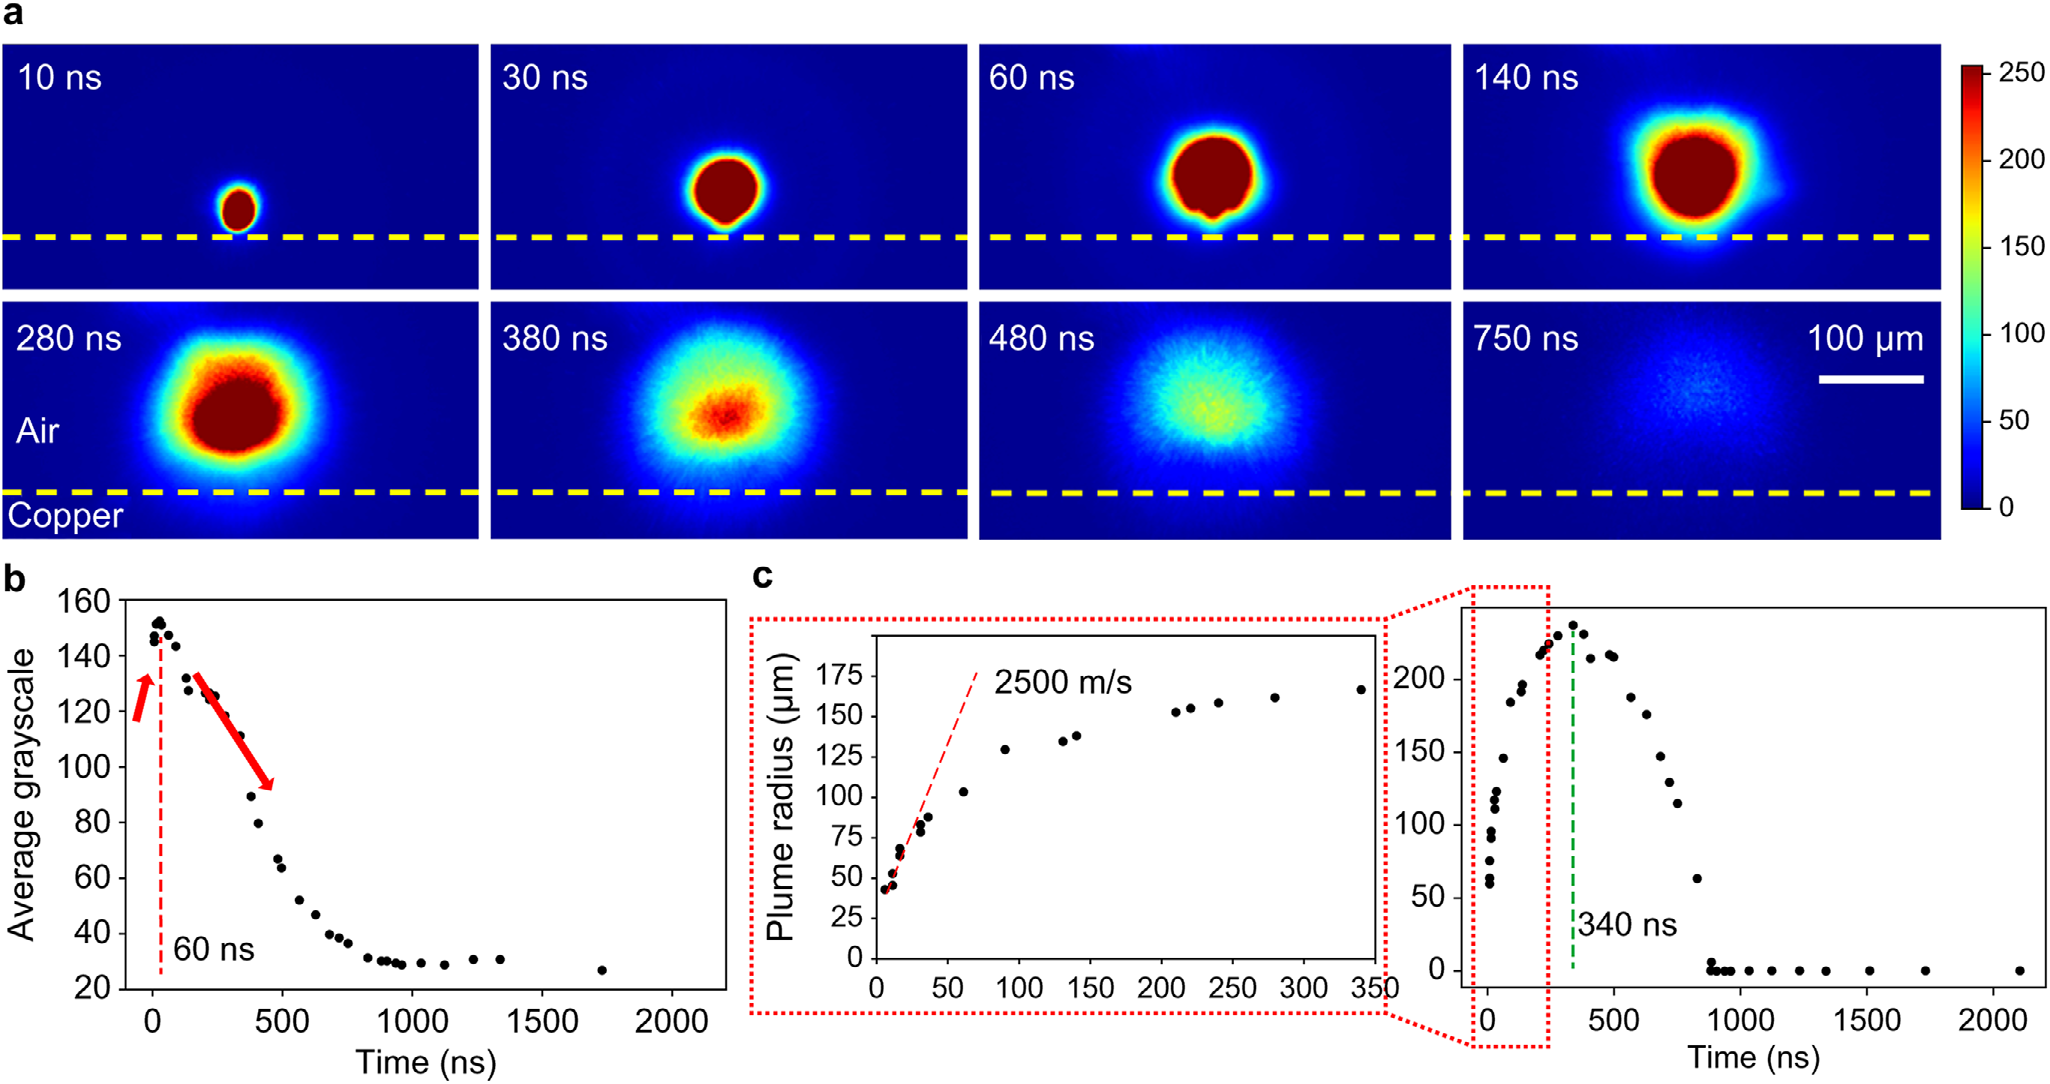 a
10 ns
30 ns
60 ns
140 ns
250
200
150
100
50
0
280 ns
380 ns
480 ns
750 ns
100 μm
Air
Copper
b
160
140
120
100
80
60
40
20
Average grayscale
60 ns
0
500
1000
1500
2000
Time (ns)
c
175
150
125
100
75
50
25
0
Plume radius (μm)
2500 m/s
0
50
100
150
200
250
300
350
200
150
100
50
0
340 ns
0
500
1000
1500
2000
Time (ns)